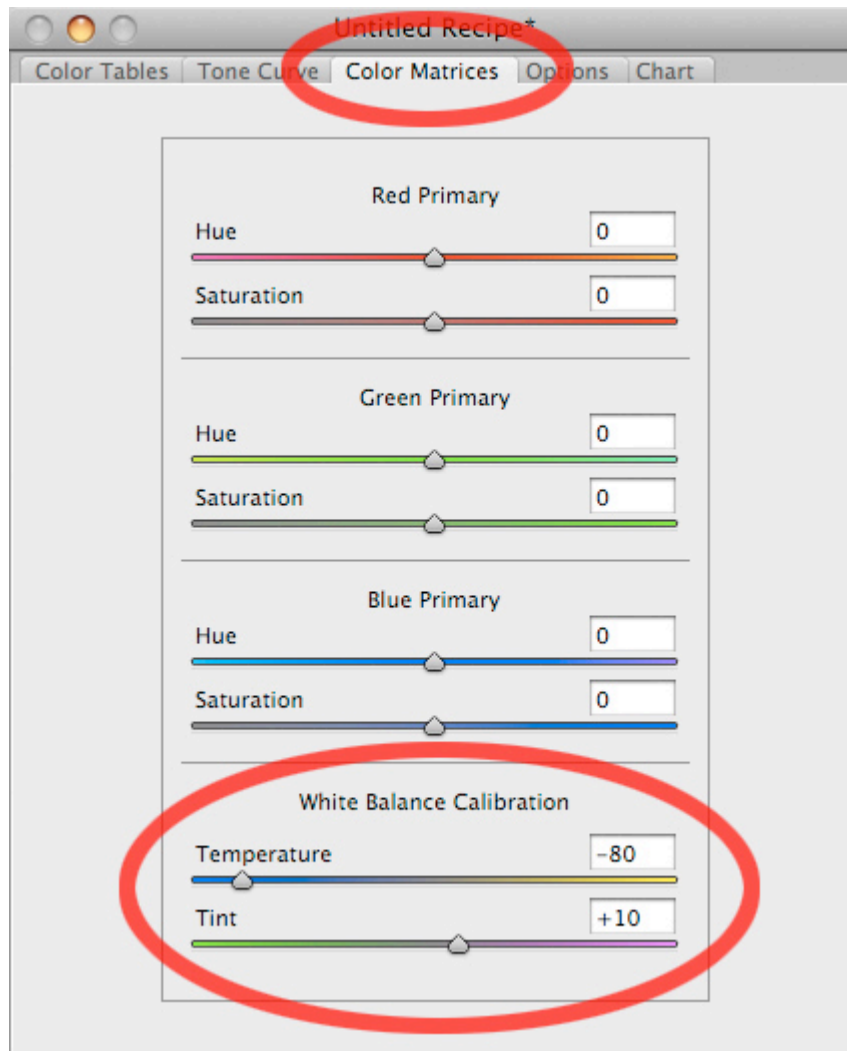 Untitled Recipe*
Color Tables Tone Curve Color Matrices Options Chart
Red Primary
Hue 0
Saturation 0
Green Primary
Hue 0
Saturation 0
Blue Primary
Hue 0
Saturation 0
White Balance Calibration
Temperature -80
Tint +10